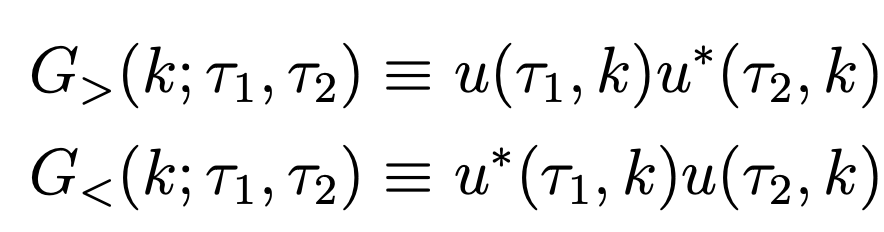 G_>(k; τ_1, τ_2) ≡ u(τ_1, k)u^*(τ_2, k)
G_<(k; τ_1, τ_2) ≡ u^*(τ_1, k)u(τ_2, k)